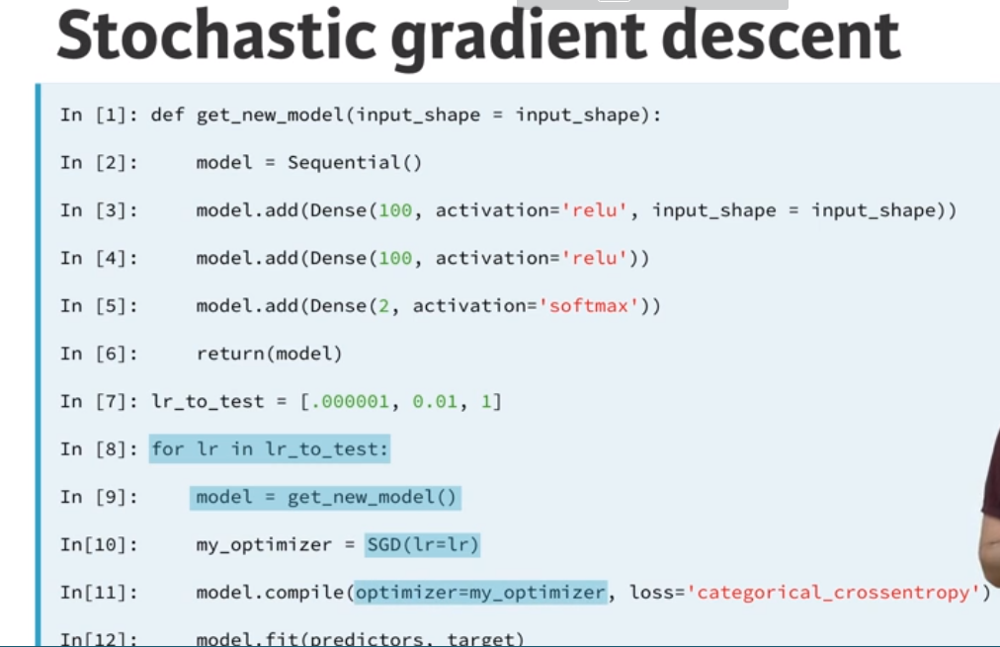 Stochastic gradient descent
In [1]: def get_new_model(input_shape = input_shape):
In [2]:     model = Sequential()
In [3]:     model.add(Dense(100, activation='relu', input_shape = input_shape))
In [4]:     model.add(Dense(100, activation='relu'))
In [5]:     model.add(Dense(2, activation='softmax'))
In [6]:     return(model)
In [7]: lr_to_test = [.000001, 0.01, 1]
In [8]: for lr in lr_to_test:
In [9]:     model = get_new_model()
In[10]:     my_optimizer = SGD(lr=lr)
In[11]:     model.compile(optimizer=my_optimizer, loss='categorical_crossentropy')
In[12]:     model.fit(predictors, target)